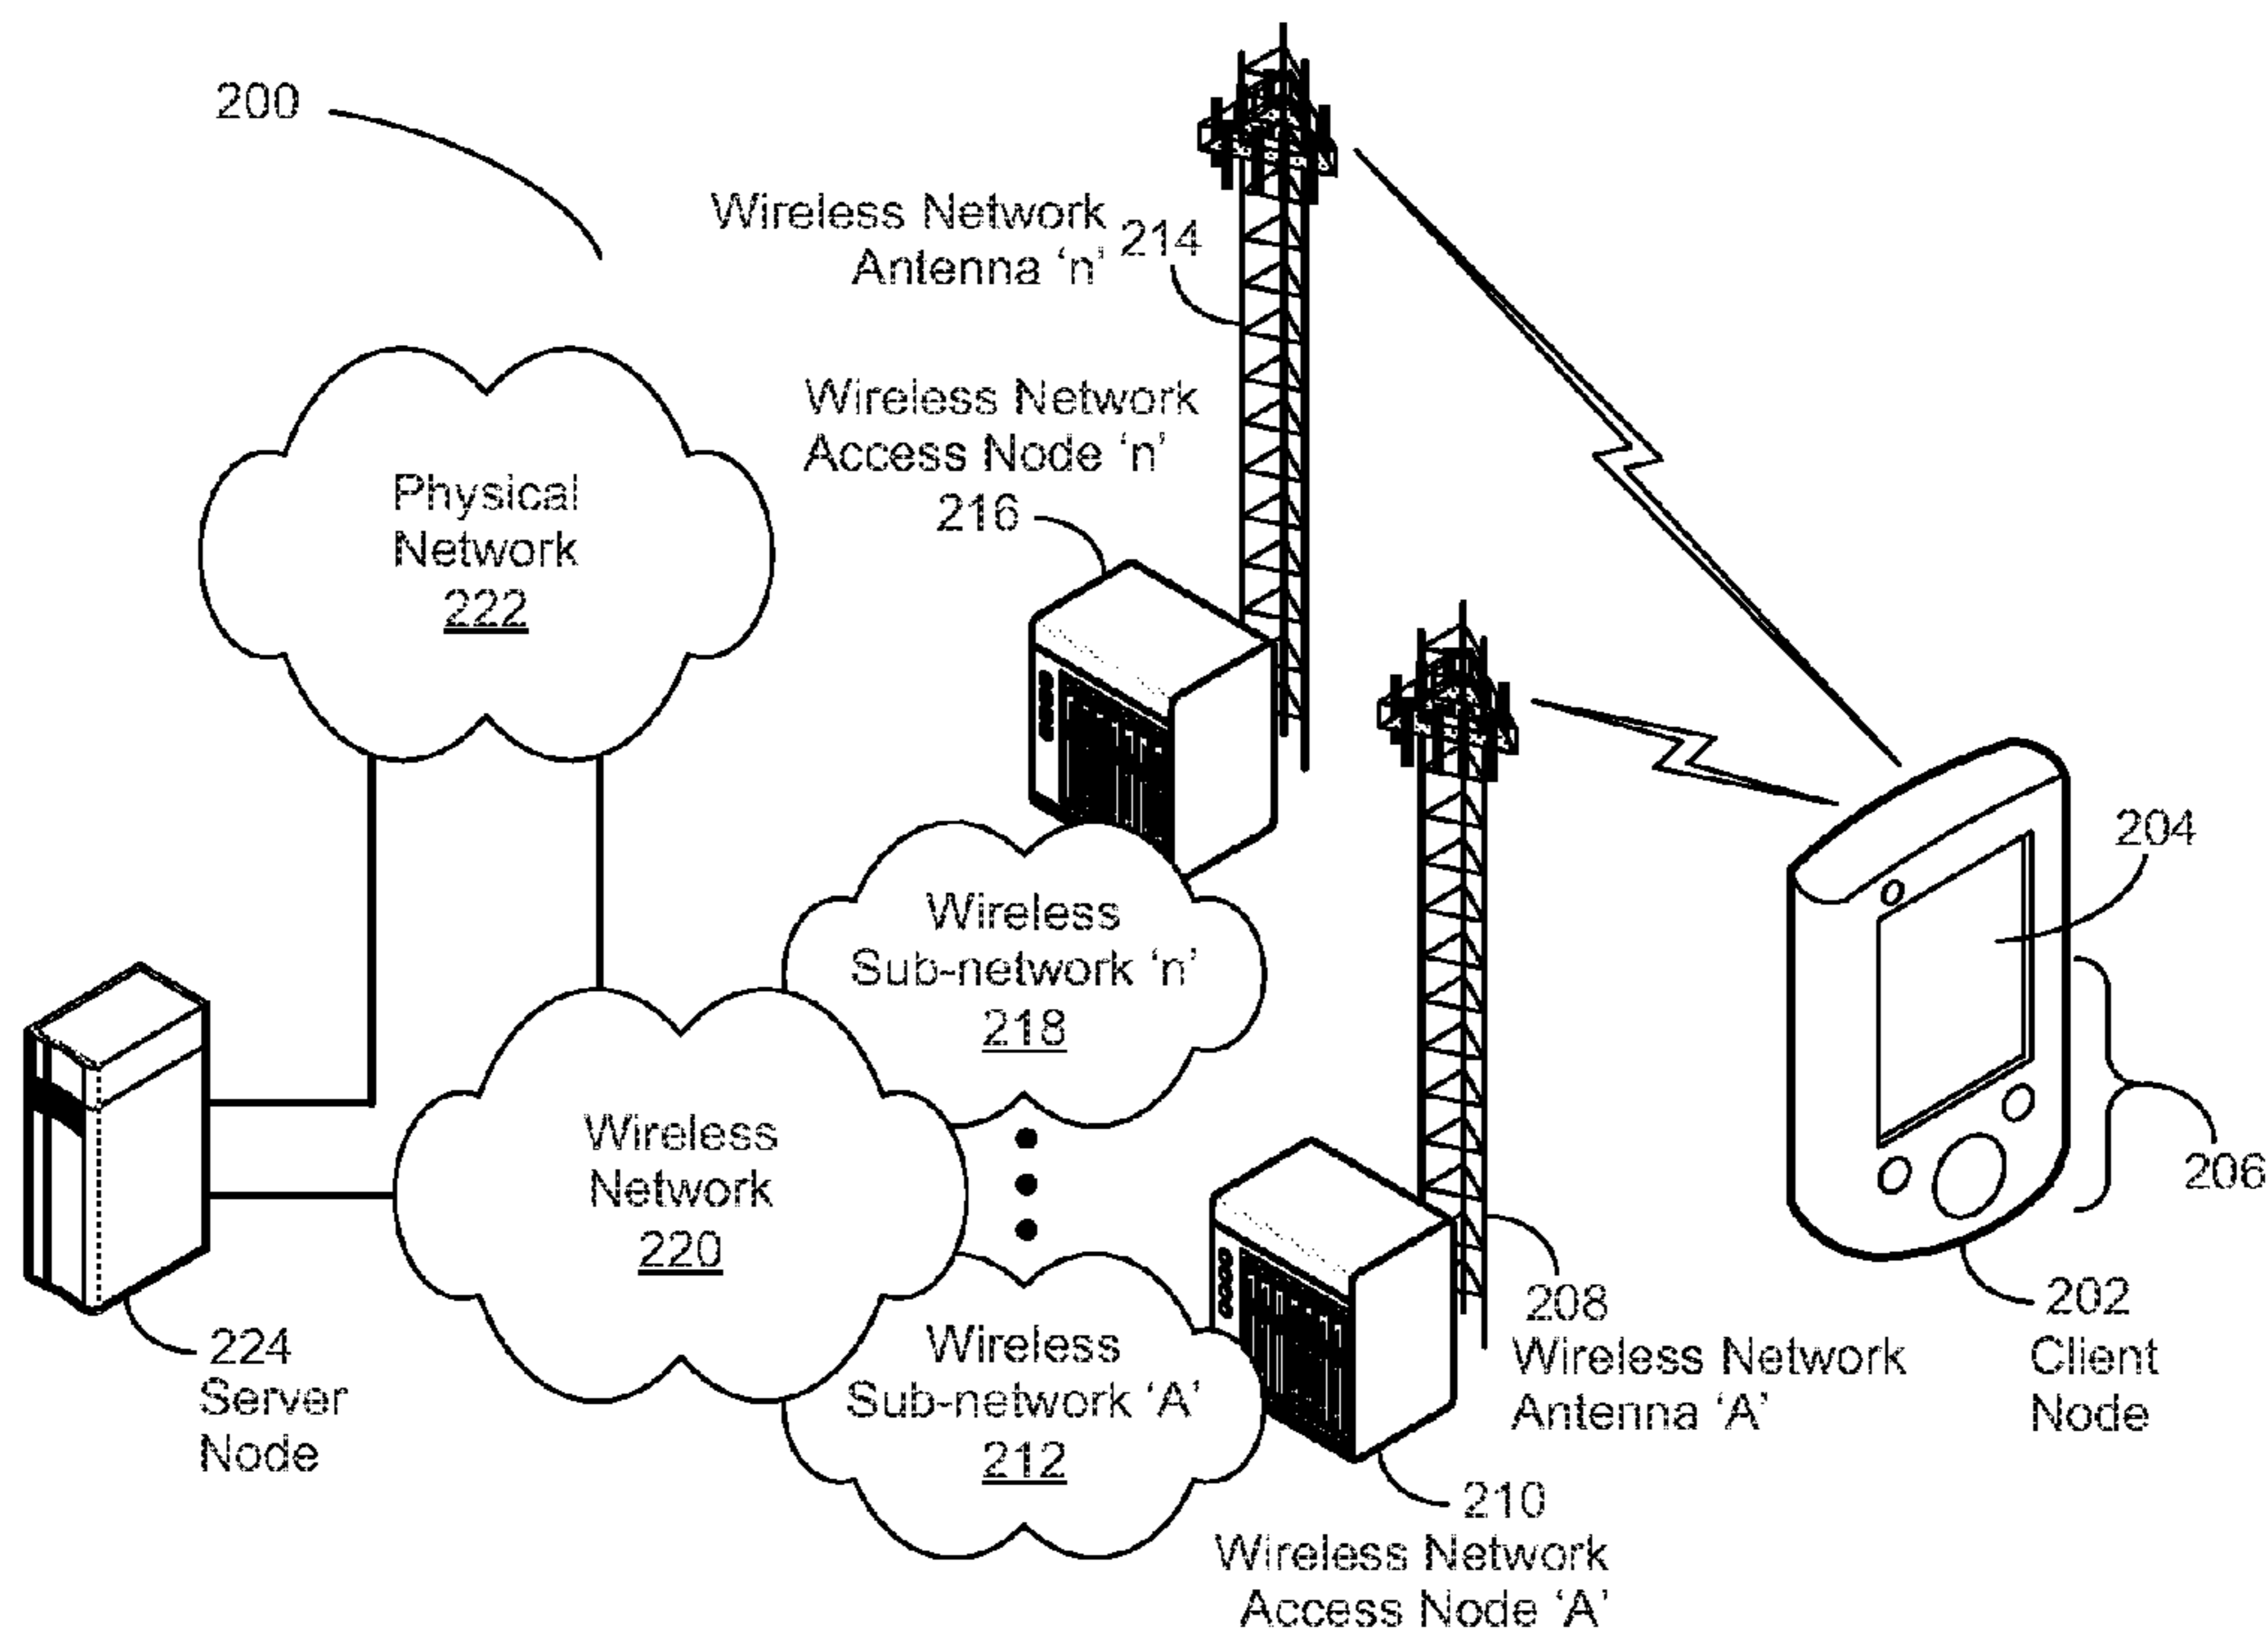 200
Wireless Network
Antenna ‘n’
214
Wireless Network
Access Node ‘n’
216
Physical
Network
222
204
Wireless
Sub-network ‘n’
218
Wireless
Network
220
206
208
Wireless Network
Antenna ‘A’
202
Client
Node
224
Server
Node
Wireless
Sub-network ‘A’
212
210
Wireless Network
Access Node ‘A’